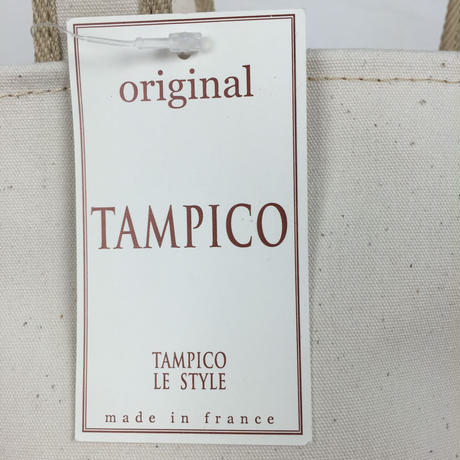 original
TAMPICO
TAMPICO
LE STYLE
made in france